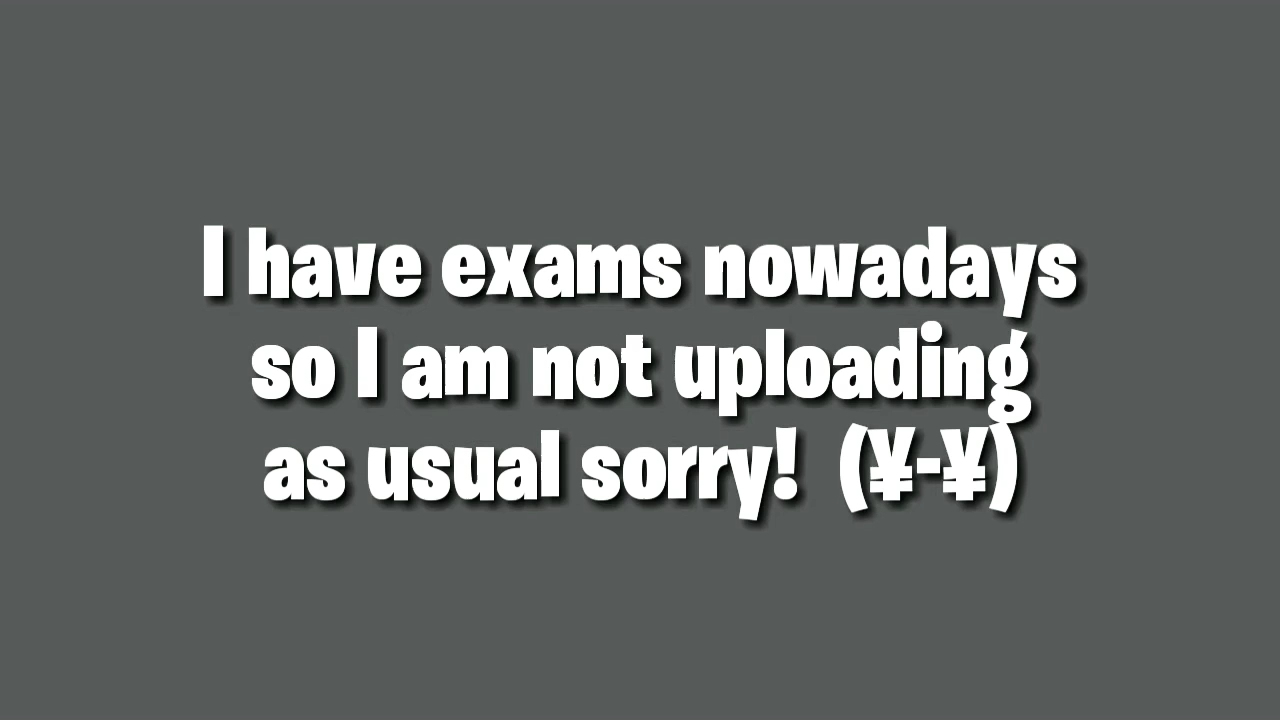 I have exams nowadays
so I am not uploading
as usual sorry!  (¥-¥)